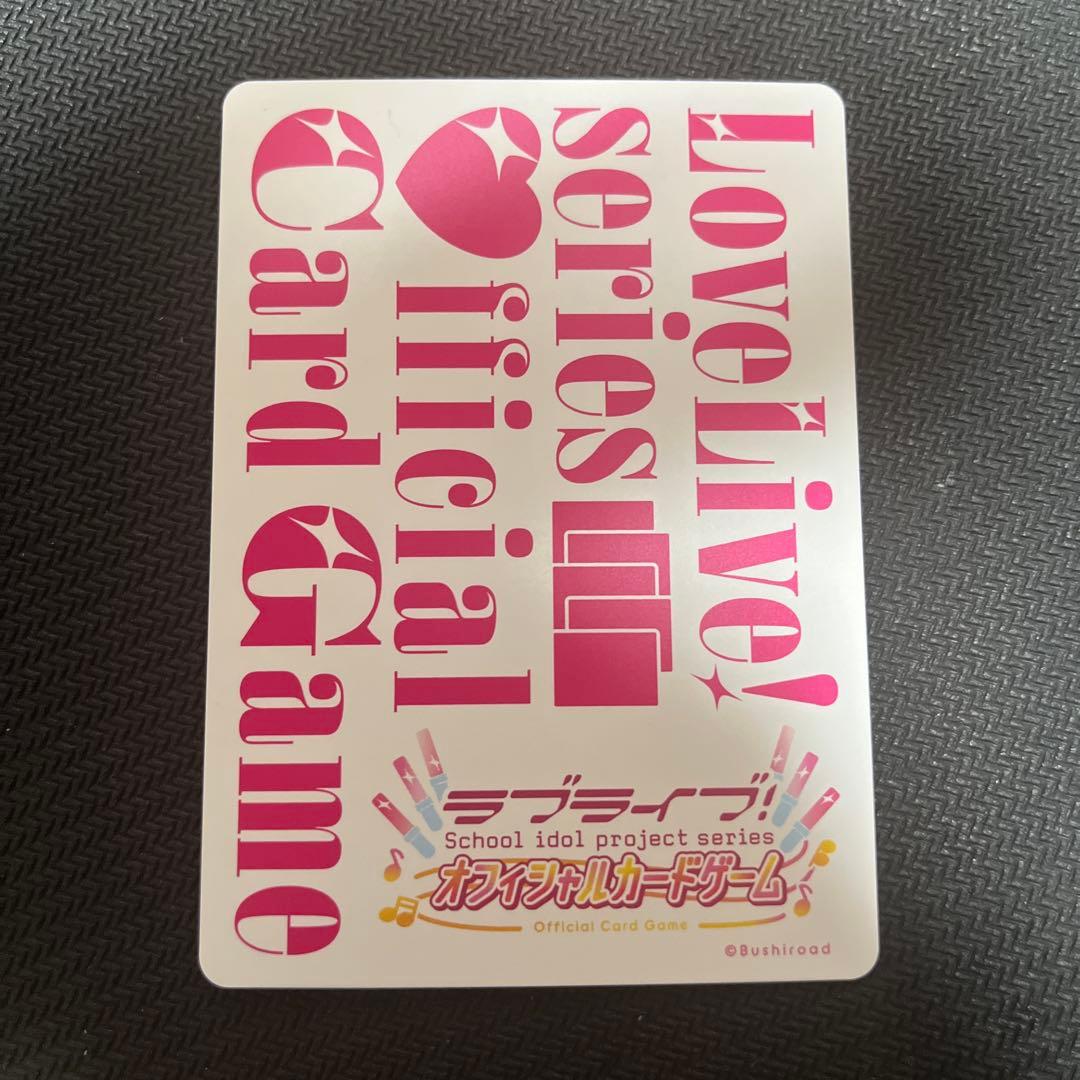 LoveLive!
series
♥fficial
Card Game
ラブライブ!
School idol project series
オフィシャルカードゲーム
Official Card Game
©Bushiroad